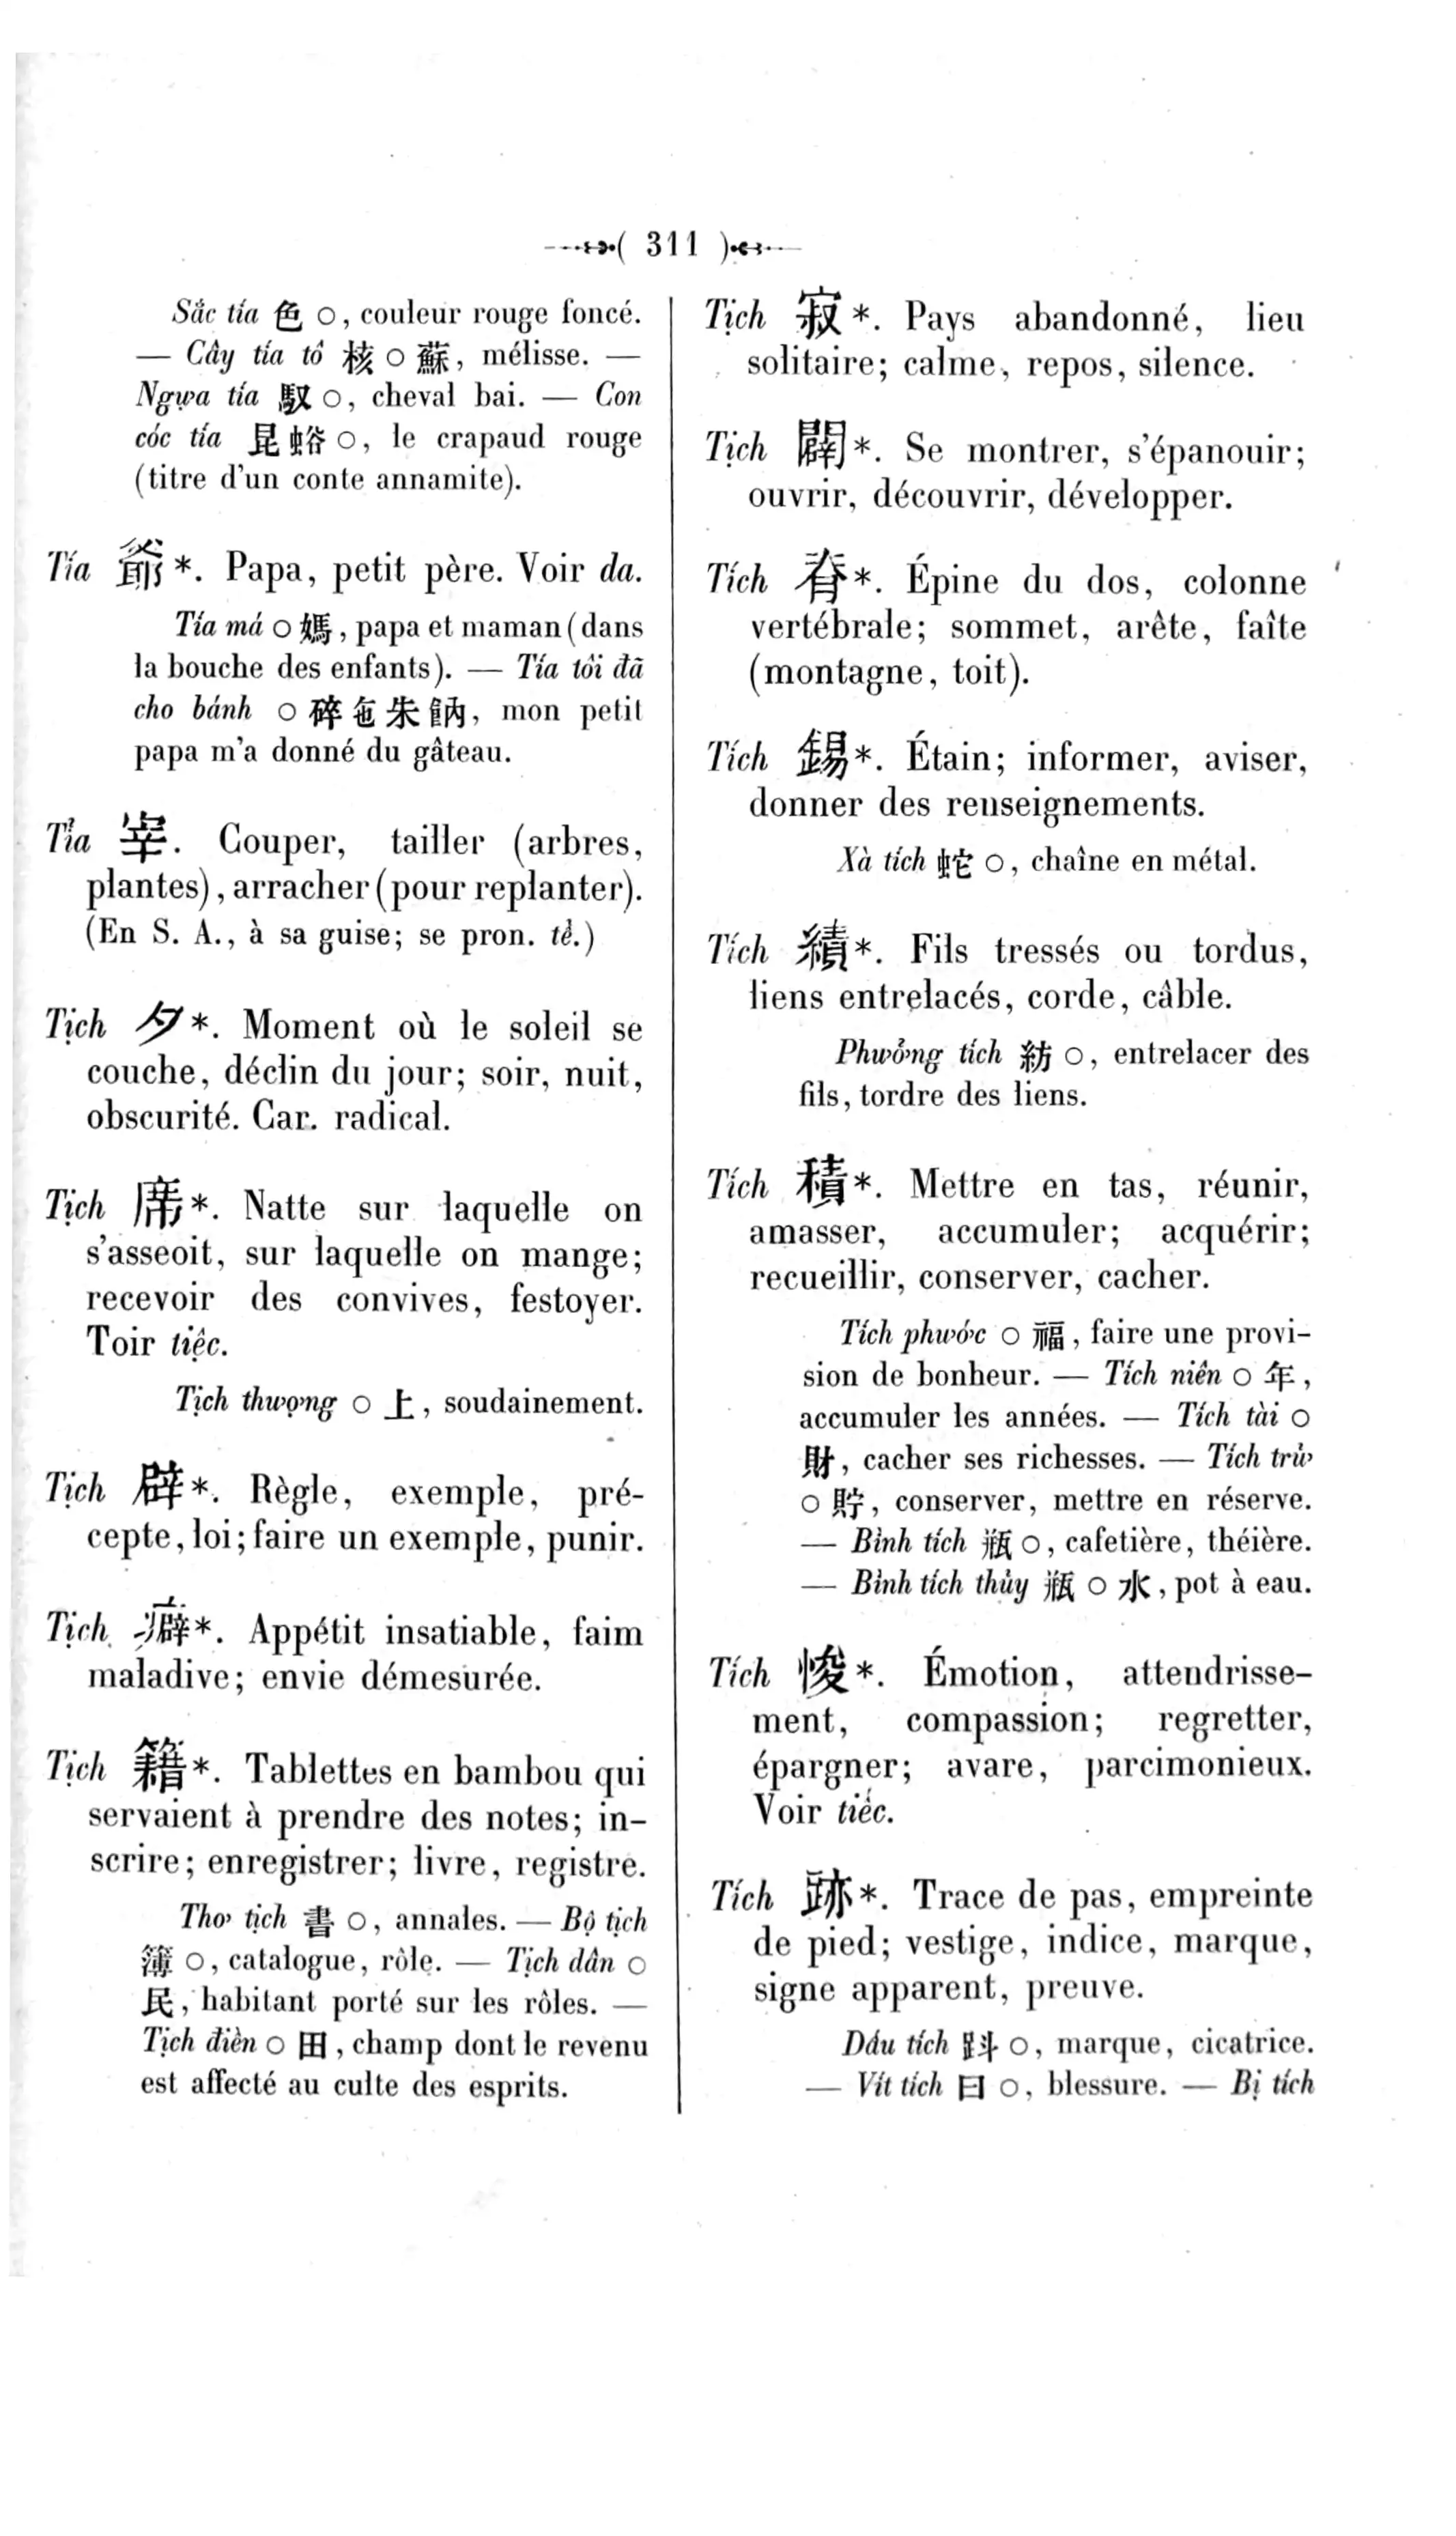 ( 311 )
Sắc tía 色 ○, couleur rouge foncé.
— Cây tía tô 核 ○ 蘇, mélisse. —
Ngựa tía 馭 ○, cheval bai. — Con
cóc tía 昆 ○, le crapaud rouge
(titre d'un conte annamite).
Tía 爺*. Papa, petit père. Voir da.
Tía má ○ 媽, papa et maman (dans
la bouche des enfants). — Tía tôi đã
cho bánh ○ 碎 朱, mon petit
papa m'a donné du gâteau.
Tỉa 宰. Couper, tailler (arbres,
plantes), arracher (pour replanter).
(En S. A., à sa guise; se pron. tể.)
Tịch 夕*. Moment où le soleil se
couche, déclin du jour; soir, nuit,
obscurité. Car. radical.
Tịch 席*. Natte sur laquelle on
s'asseoit, sur laquelle on mange;
recevoir des convives, festoyer.
Toir tiệc.
Tịch thượng ○ 上, soudainement.
Tịch 辟*. Règle, exemple, pré-
cepte, loi; faire un exemple, punir.
Tịch 癖*. Appétit insatiable, faim
maladive; envie démesurée.
Tịch 籍*. Tablettes en bambou qui
servaient à prendre des notes; in-
scrire; enregistrer; livre, registre.
Thơ tịch 書 ○, annales. — Bộ tịch
簿 ○, catalogue, rôle. — Tịch dân ○
民, habitant porté sur les rôles. —
Tịch điền ○ 田, champ dont le revenu
est affecté au culte des esprits.
Tịch 寂*. Pays abandonné, lieu
solitaire; calme, repos, silence.
Tịch 闢*. Se montrer, s'épanouir;
ouvrir, découvrir, développer.
Tích 脊*. Épine du dos, colonne
vertébrale; sommet, arête, faîte
(montagne, toit).
Tích 錫*. Étain; informer, aviser,
donner des renseignements.
Xà tích 蛇 ○, chaîne en métal.
Tích 績*. Fils tressés ou tordus,
liens entrelacés, corde, câble.
Phưởng tích 紡 ○, entrelacer des
fils, tordre des liens.
Tích 積*. Mettre en tas, réunir,
amasser, accumuler; acquérir;
recueillir, conserver, cacher.
Tích phước ○ 福, faire une provi-
sion de bonheur. — Tích niên ○ 年,
accumuler les années. — Tích tài ○
財, cacher ses richesses. — Tích trử
○ 貯, conserver, mettre en réserve.
— Bình tích 瓶 ○, cafetière, théière.
— Bình tích thủy 瓶 ○ 水, pot à eau.
Tích *. Émotion, attendrisse-
ment, compassion; regretter,
épargner; avare, parcimonieux.
Voir tiếc.
Tích 跡*. Trace de pas, empreinte
de pied; vestige, indice, marque,
signe apparent, preuve.
Dấu tích ○, marque, cicatrice.
— Vít tích 曰 ○, blessure. — Bị tích